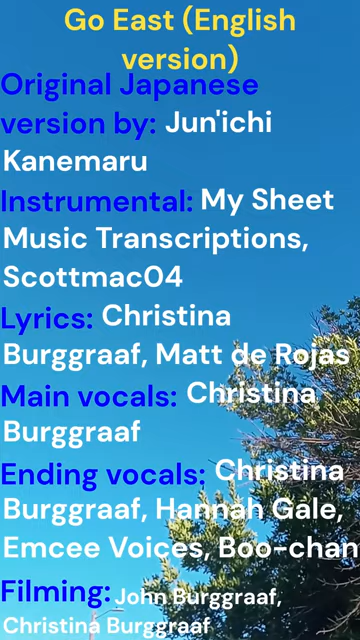 Go East (English
version)
Original Japanese
version by: Jun'ichi
Kanemaru
Instrumental: My Sheet
Music Transcriptions,
Scottmac04
Lyrics: Christina
Burggraaf, Matt de Rojas
Main vocals: Christina
Burggraaf
Ending vocals: Christina
Burggraaf, Hannah Gale,
Emcee Voices, Boo-chan
Filming: John Burggraaf,
Christina Burggraaf